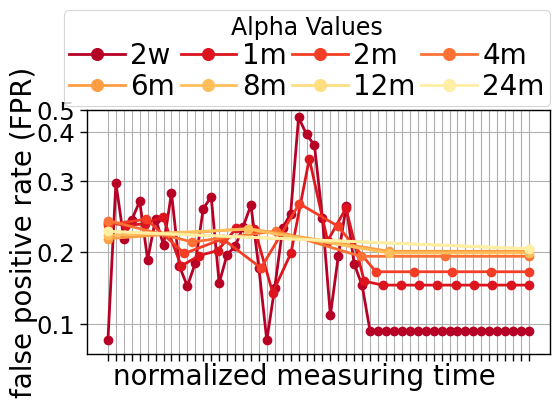 Alpha Values
2w 1m 2m 4m
6m 8m 12m 24m
0.5
0.4
0.3
0.2
0.1
false positive rate (FPR)
normalized measuring time